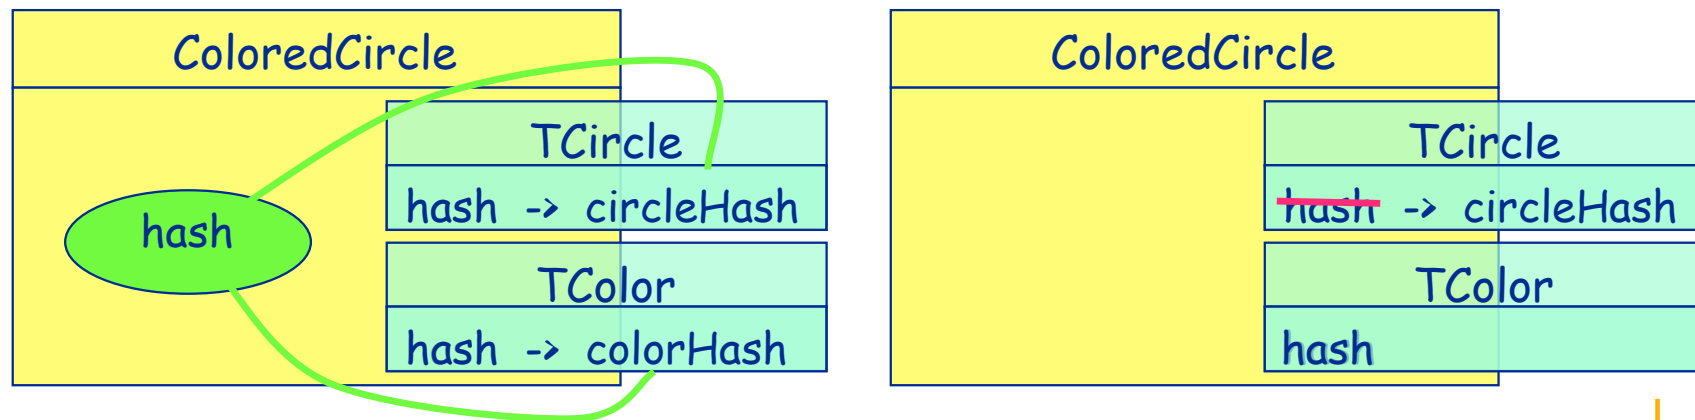 ColoredCircle
TCircle
hash -> circleHash
hash
TColor
hash -> colorHash
ColoredCircle
TCircle
hash -> circleHash
TColor
hash